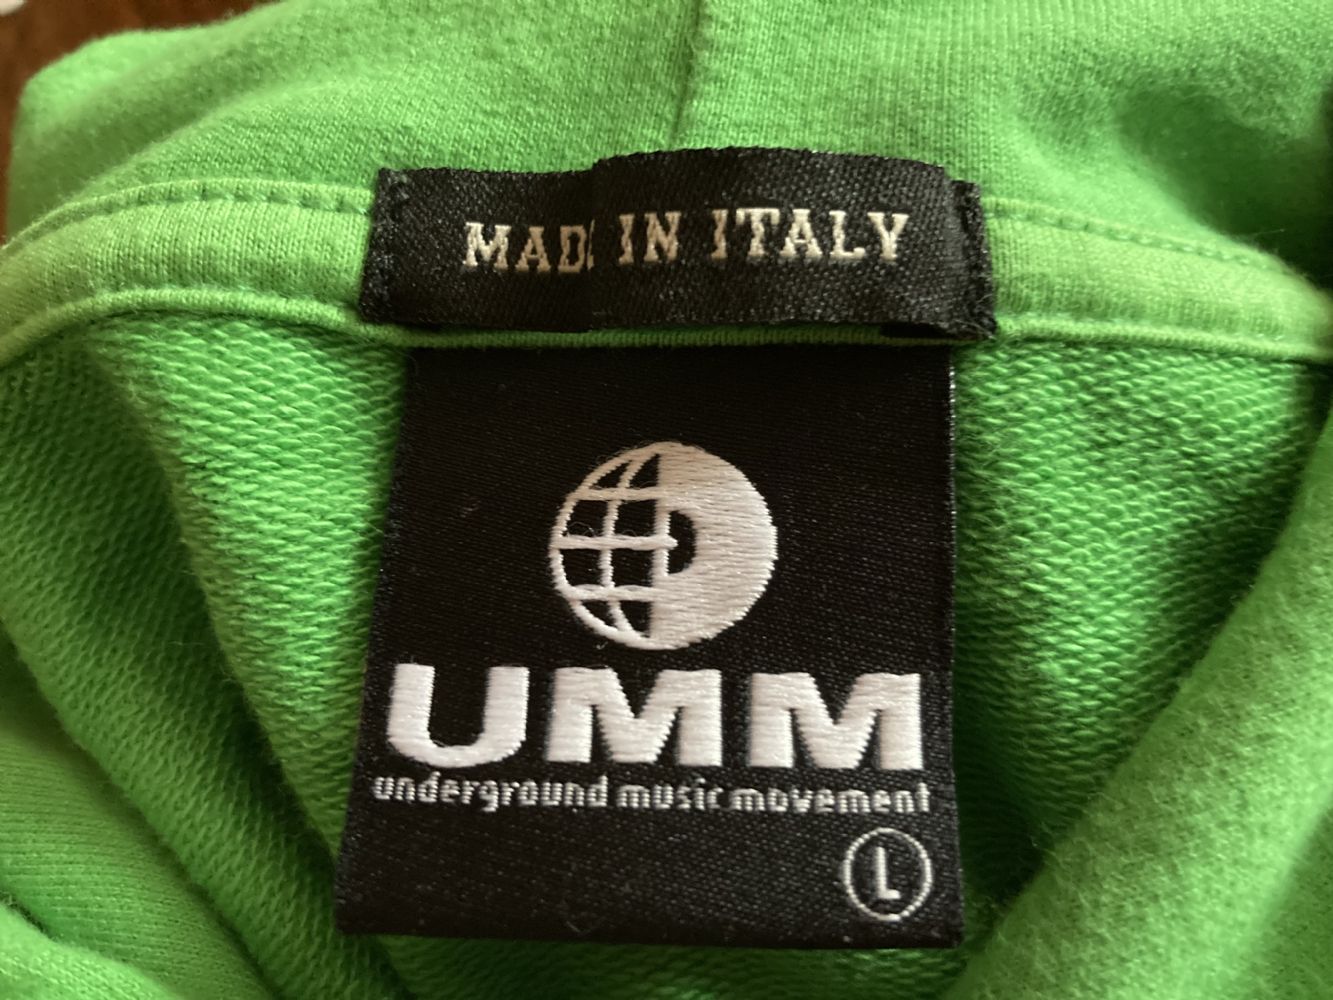 MADE IN ITALY
UMM
underground music movement
L